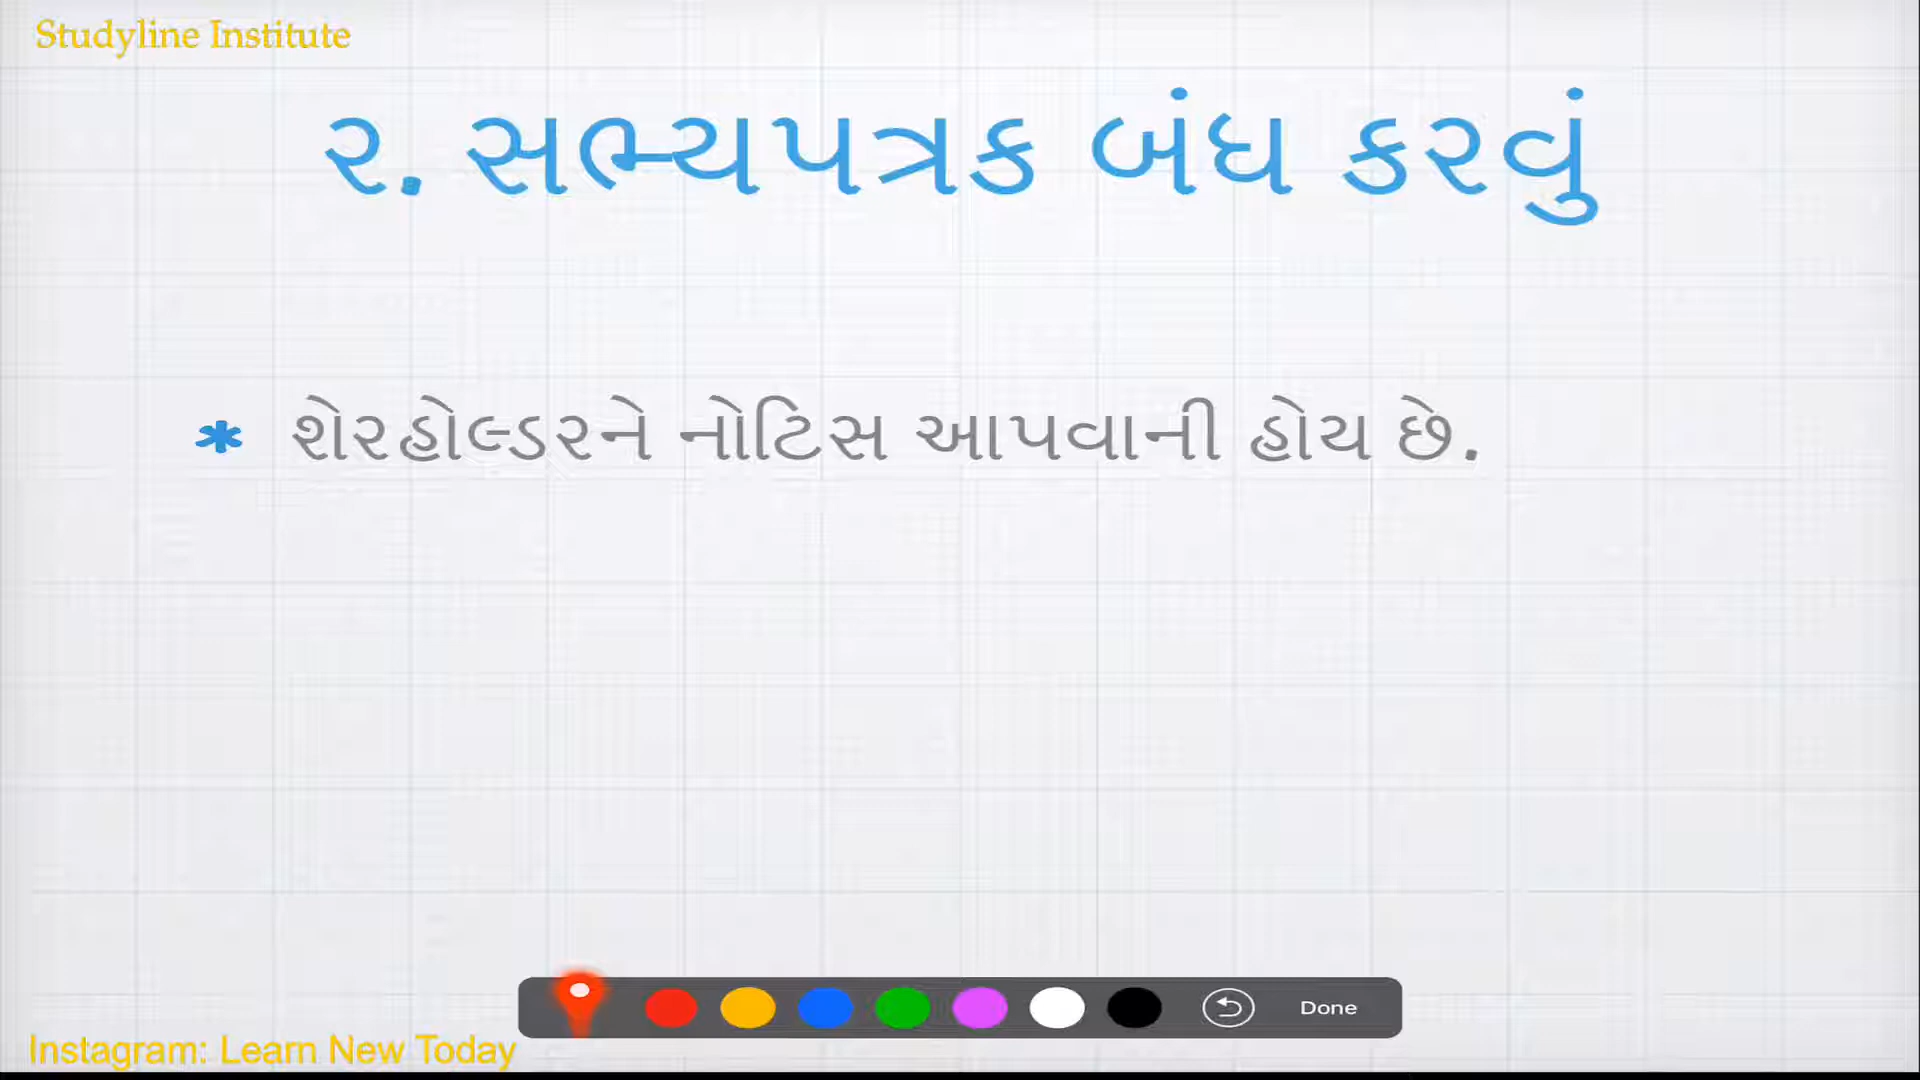 Studyline Institute
૨. સભ્યપત્રક બંધ કરવું
* શેરહોલ્ડરને નોટિસ આપવાની હોય છે.
Done
Instagram: Learn New Today